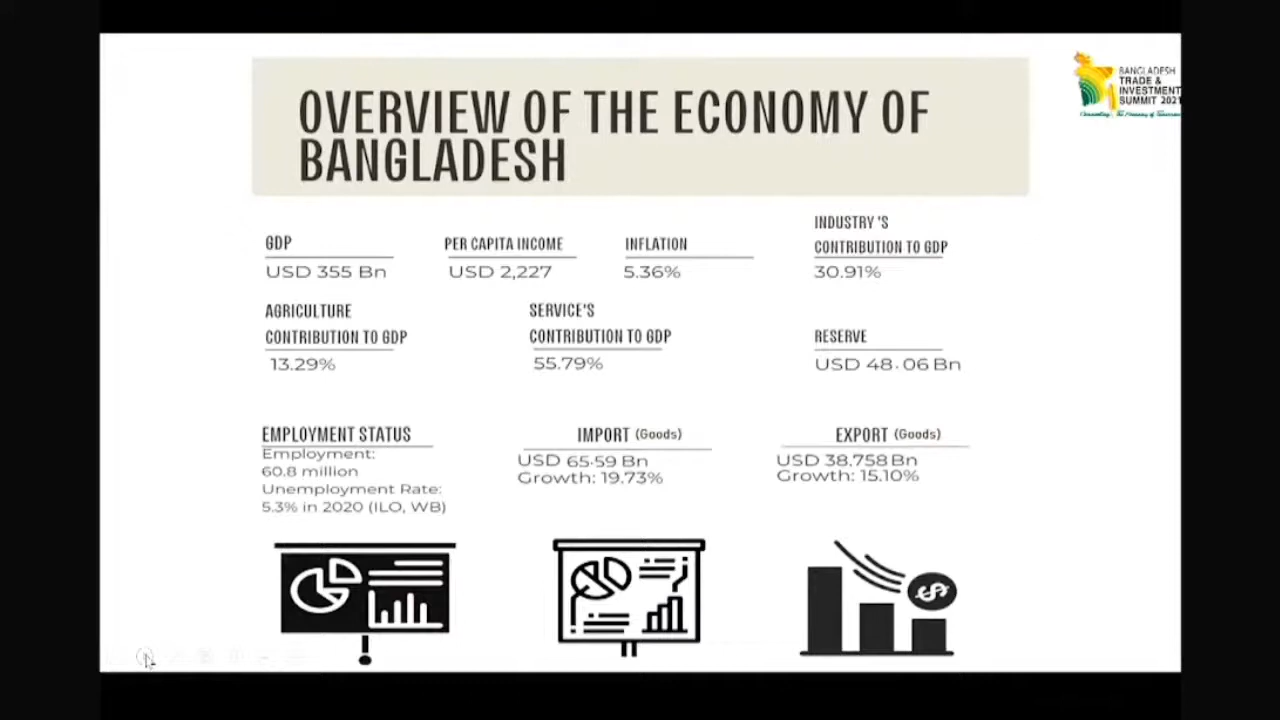 OVERVIEW OF THE ECONOMY OF
BANGLADESH
BANGLADESH
TRADE &
INVESTMENT
SUMMIT 2021
GDP
USD 355 Bn
PER CAPITA INCOME
USD 2,227
INFLATION
5.36%
INDUSTRY 'S
CONTRIBUTION TO GDP
30.91%
AGRICULTURE
CONTRIBUTION TO GDP
13.29%
SERVICE'S
CONTRIBUTION TO GDP
55.79%
RESERVE
USD 48.06 Bn
EMPLOYMENT STATUS
Employment:
60.8 million
Unemployment Rate:
5.3% in 2020 (ILO, WB)
IMPORT (Goods)
USD 65.59 Bn
Growth: 19.73%
EXPORT (Goods)
USD 38.758 Bn
Growth: 15.10%
$